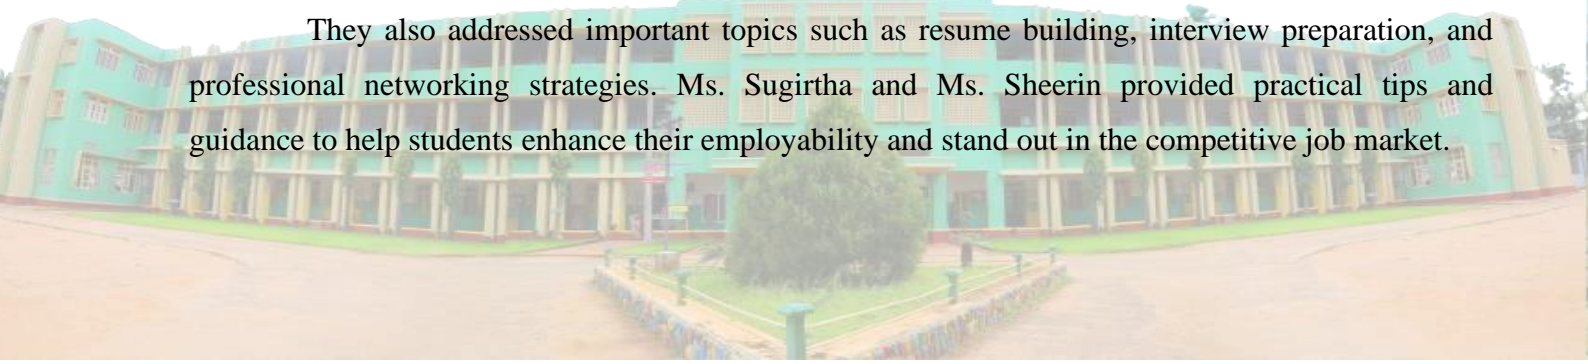 They also addressed important topics such as resume building, interview preparation, and
professional networking strategies. Ms. Sugirtha and Ms. Sheerin provided practical tips and
guidance to help students enhance their employability and stand out in the competitive job market.